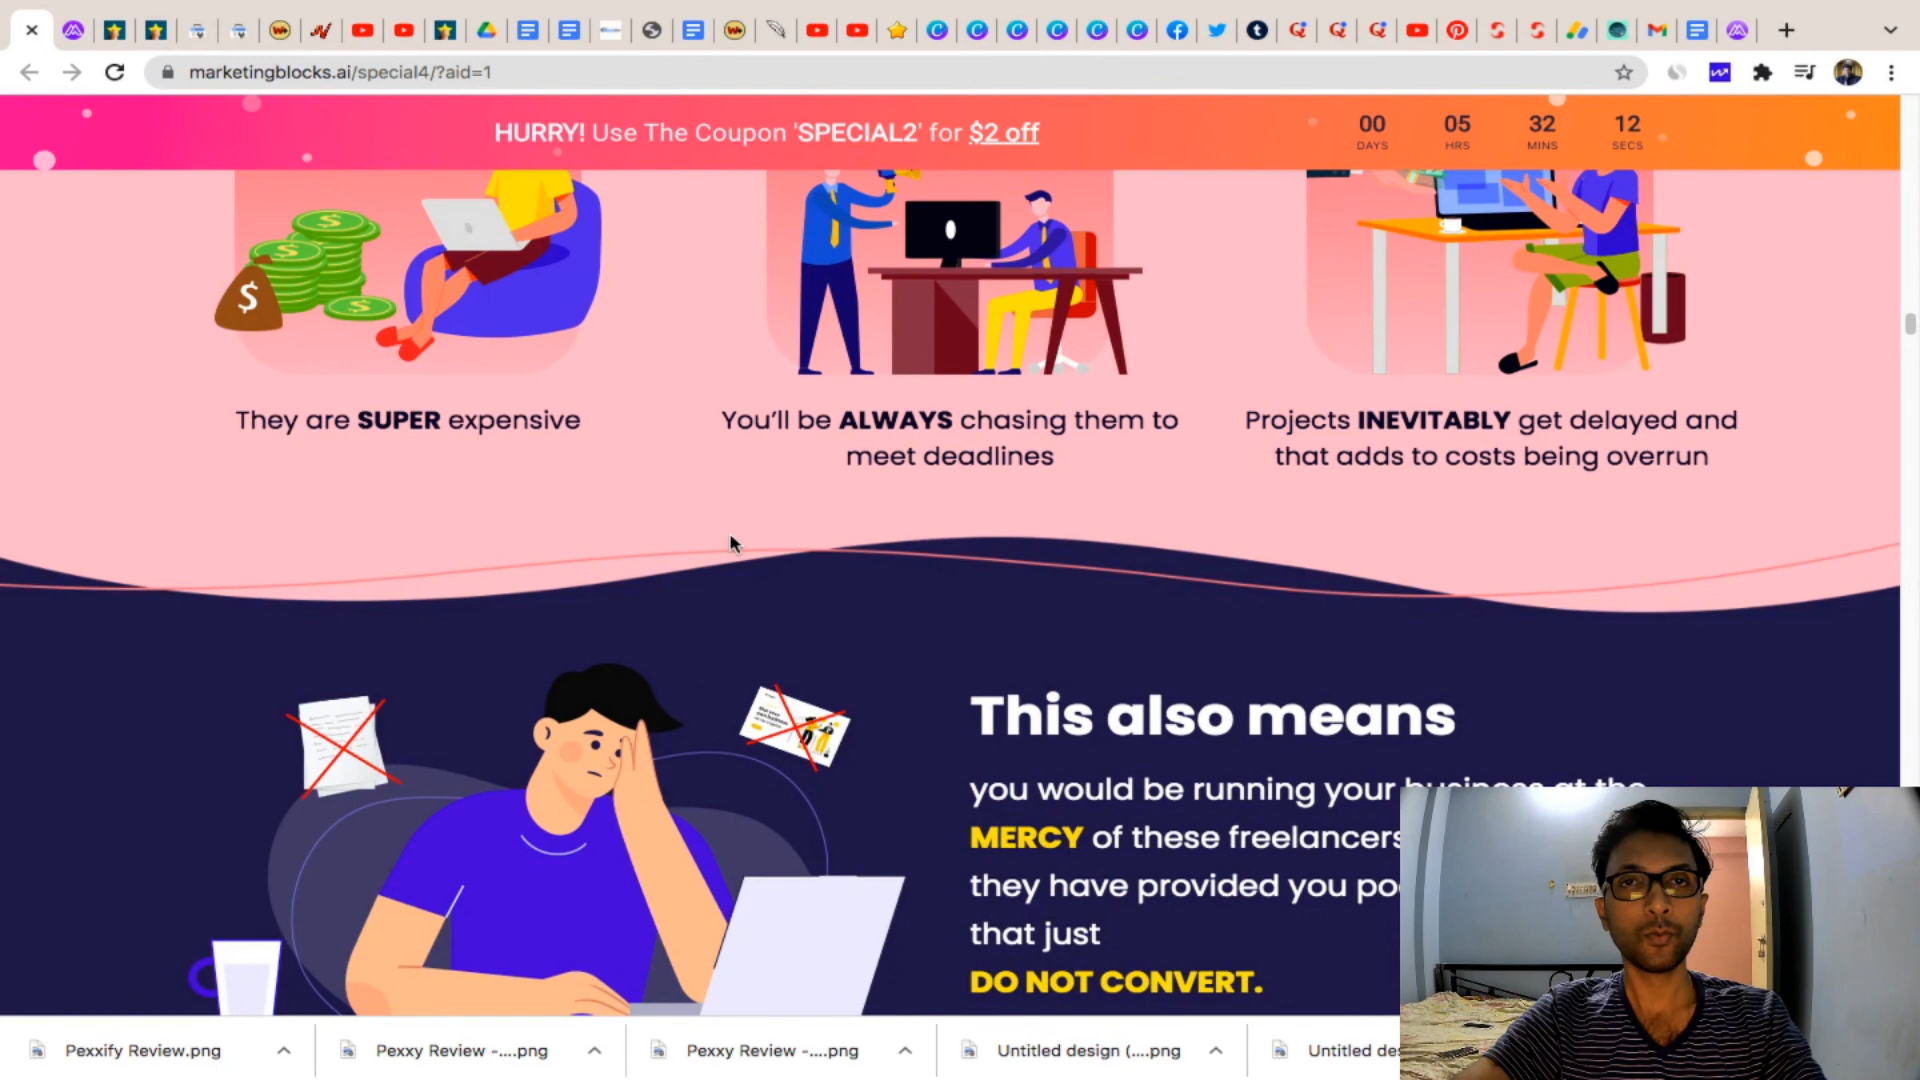 marketingblocks.ai/special4/?aid=1
HURRY! Use The Coupon 'SPECIAL2' for $2 off
00 05 32 12
DAYS HRS MINS SECS
They are SUPER expensive
You'll be ALWAYS chasing them to
meet deadlines
Projects INEVITABLY get delayed and
that adds to costs being overrun
This also means
you would be running your business at the
MERCY of these freelancers
they have provided you po
that just
DO NOT CONVERT.
Pexxify Review.png
Pexxy Review -....png
Pexxy Review -....png
Untitled design (....png
Untitled de